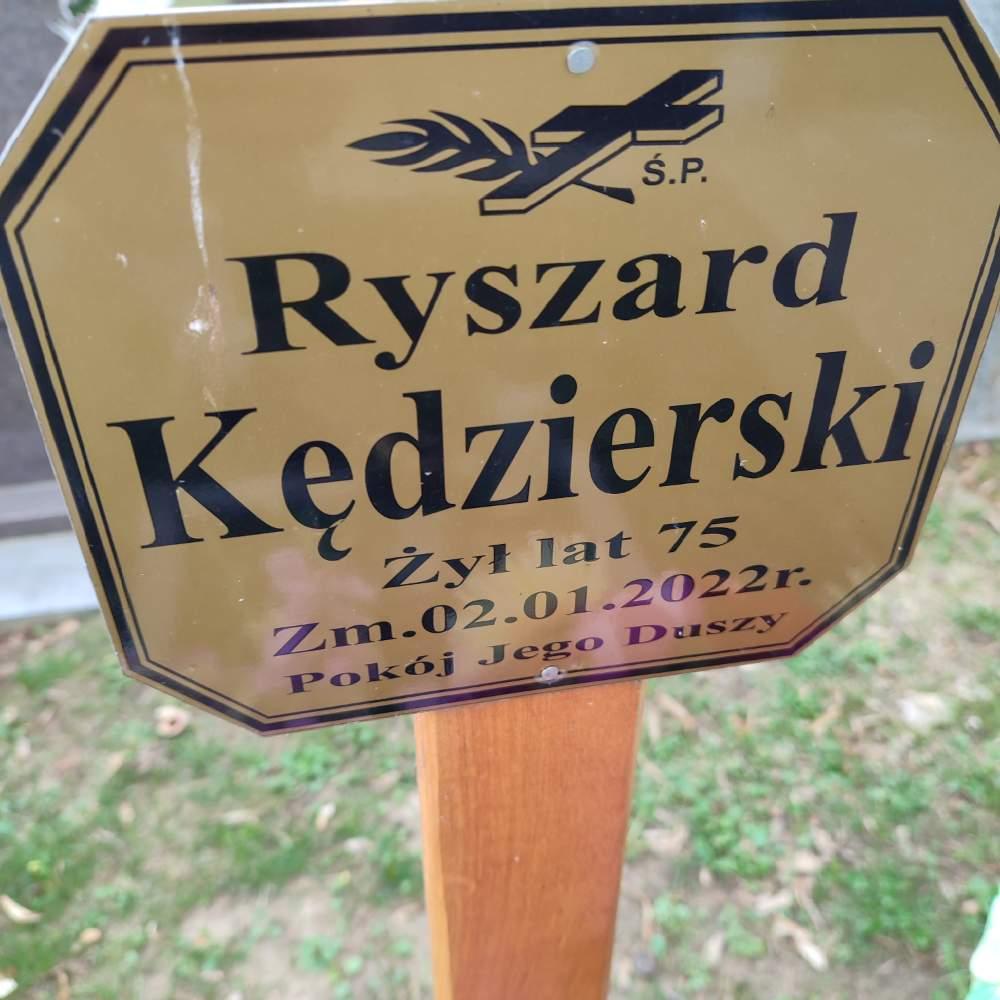 Ś.P.
Ryszard
Kędzierski
Żył lat 75
Zm.02.01.2022r.
Pokój Jego Duszy